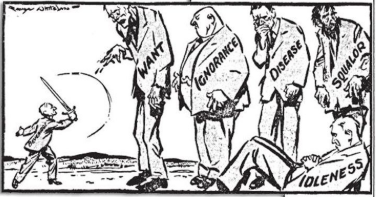 WANT
IGNORANCE
DISEASE
SQUALOR
IDLENESS